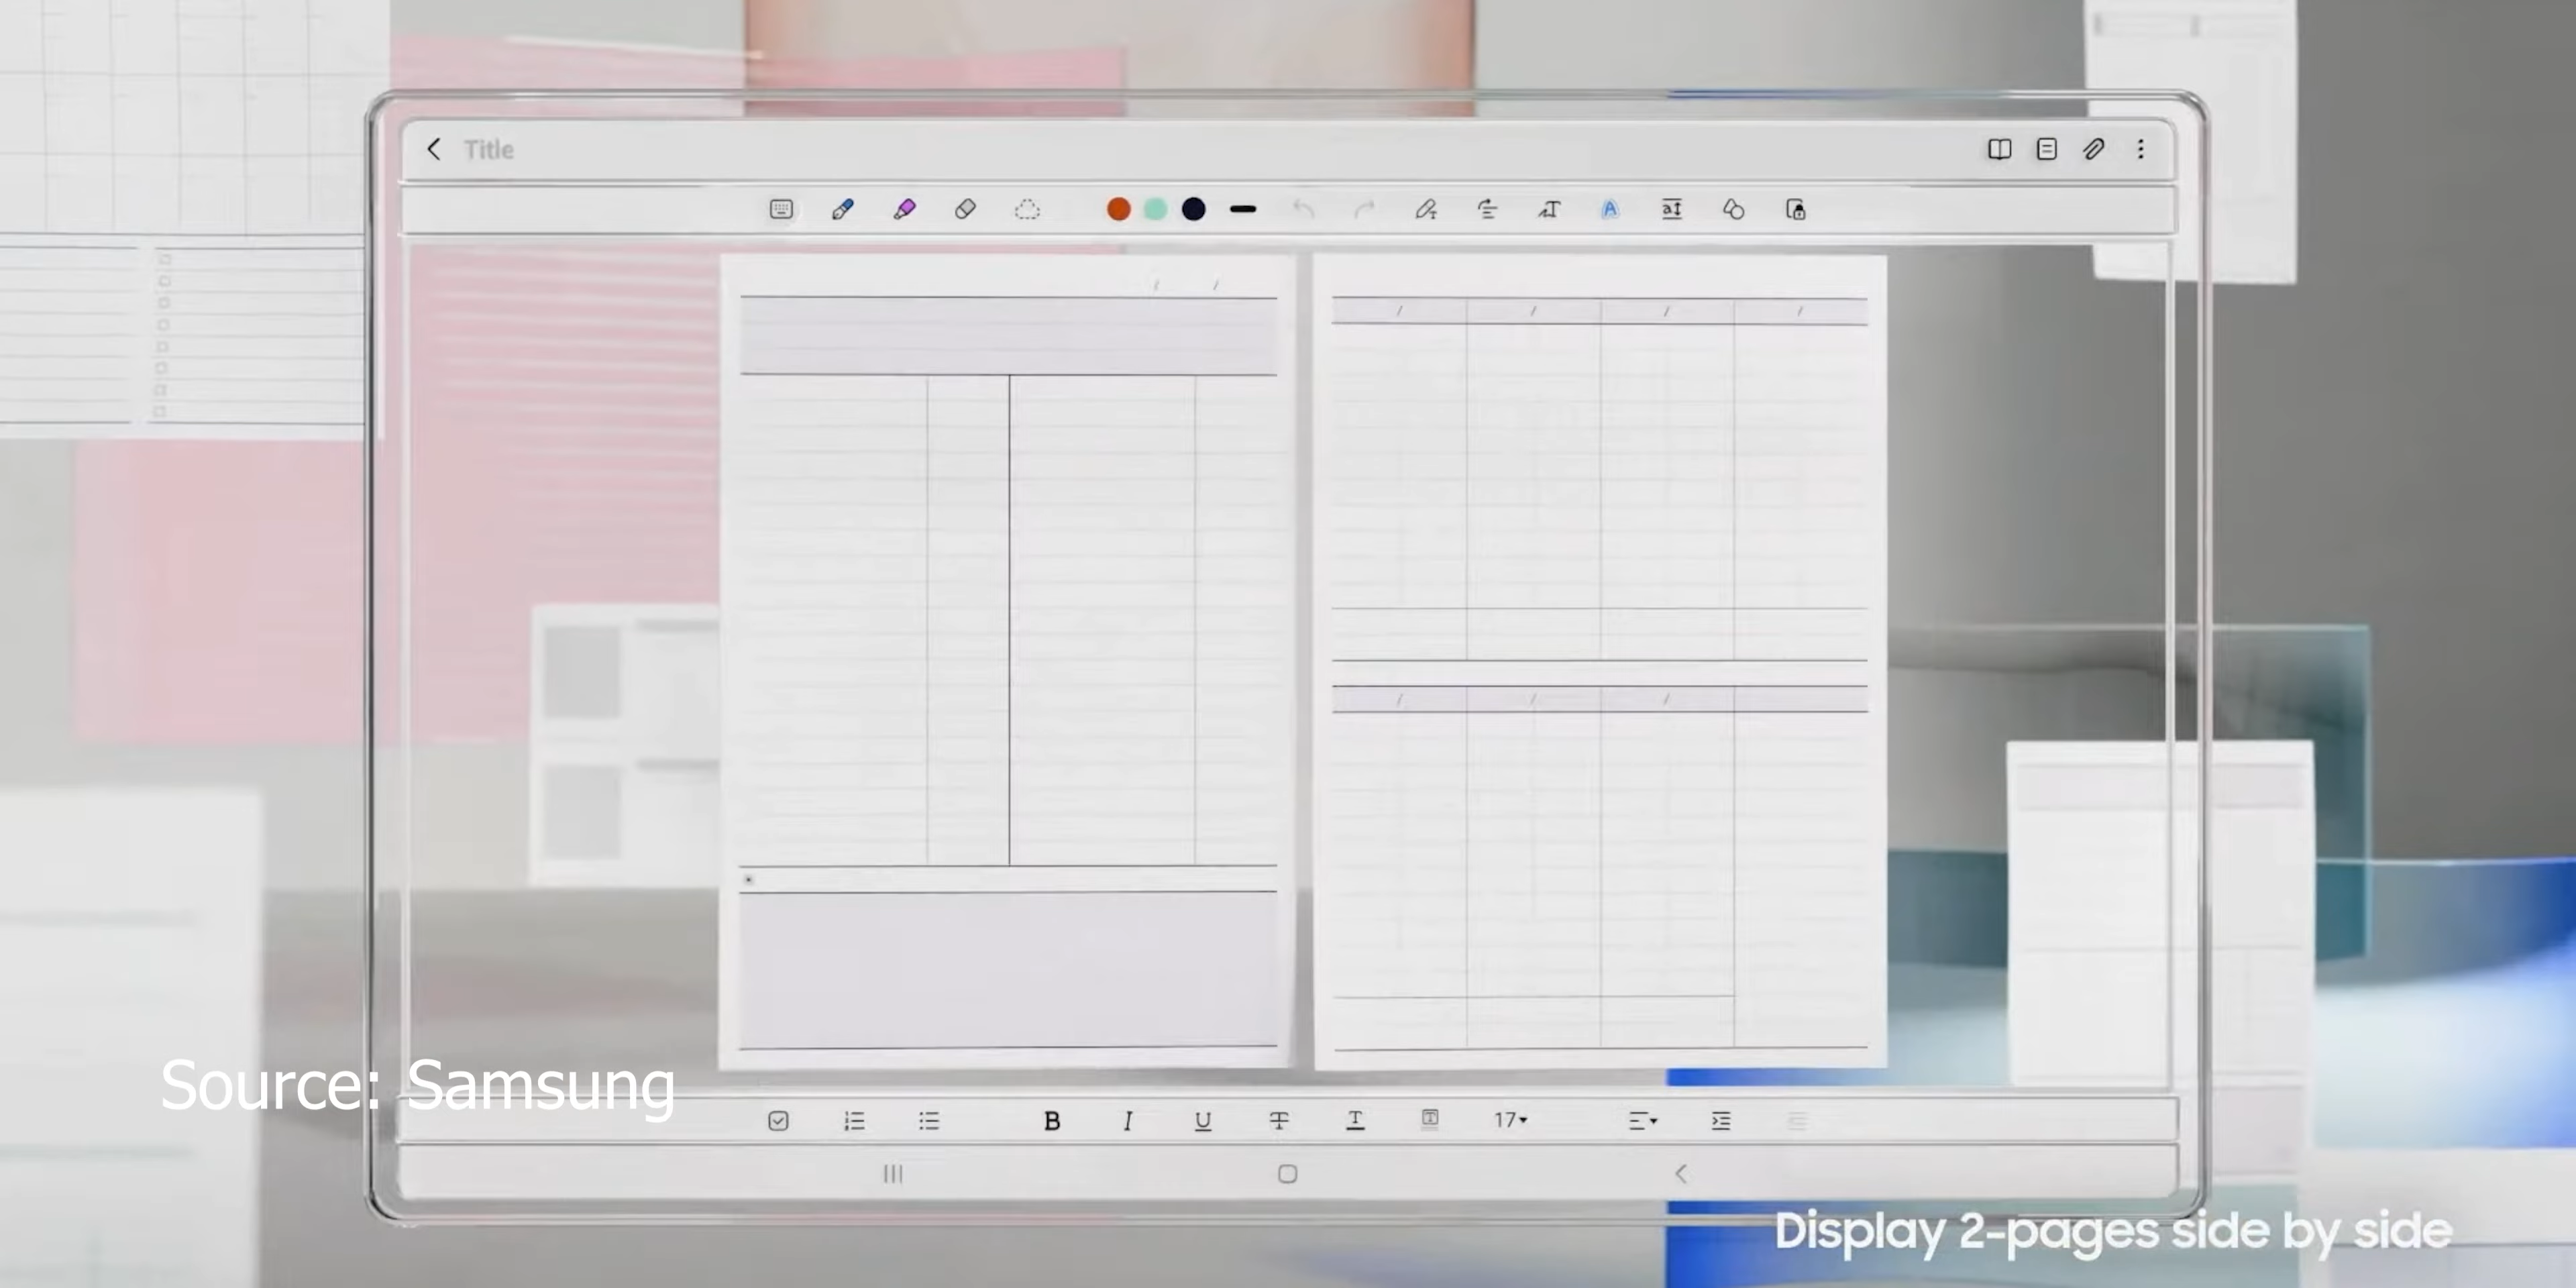 Title
A
a
B
I
U
T
T
T
17
Source: Samsung
Display 2-pages side by side